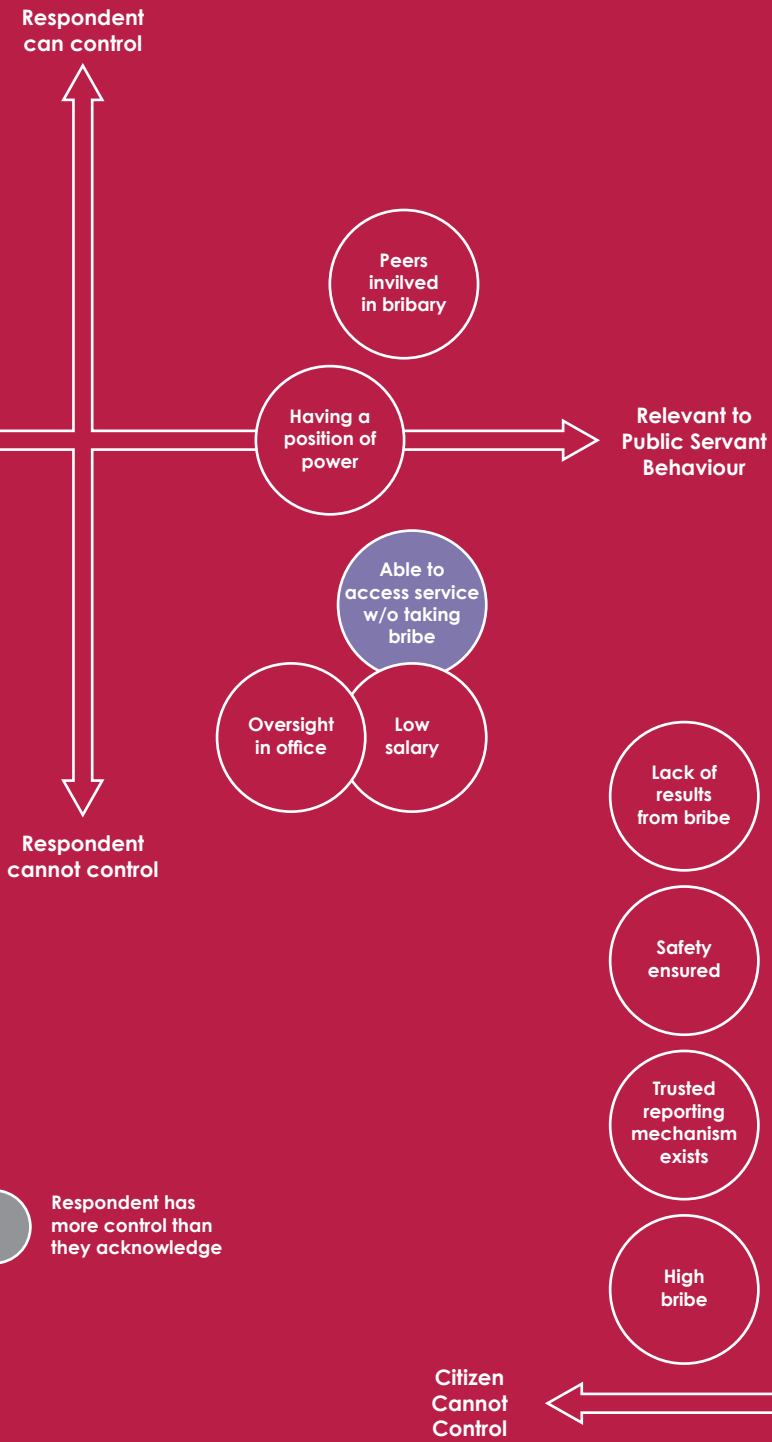 Respondent
can control
Peers
invilved
in bribary
Having a
position of
power
Relevant to
Public Servant
Behaviour
Able to
access service
w/o taking
bribe
Oversight
in office
Low
salary
Respondent
cannot control
Lack of
results
from bribe
Safety
ensured
Trusted
reporting
mechanism
exists
Respondent has
more control than
they acknowledge
High
bribe
Citizen
Cannot
Control